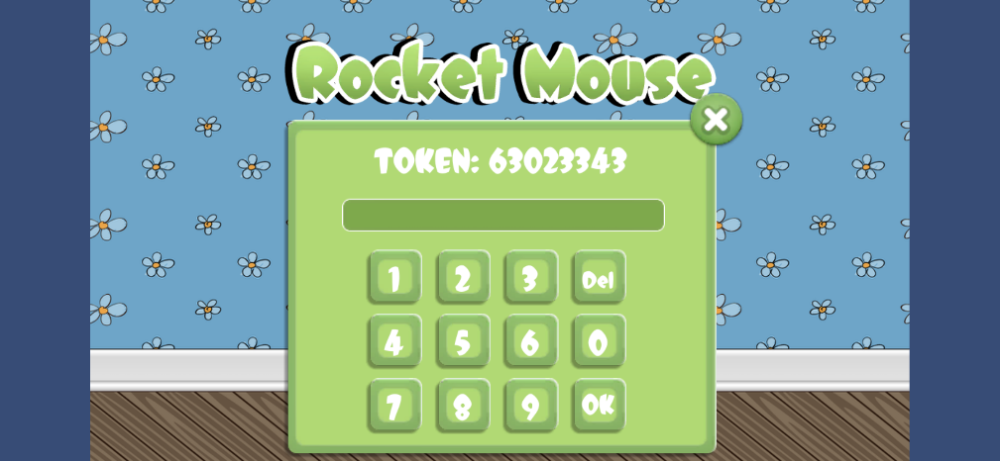 Rocket Mouse
TOKEN: 63023343
1 2 3 Del
4 5 6 0
7 8 9 OK